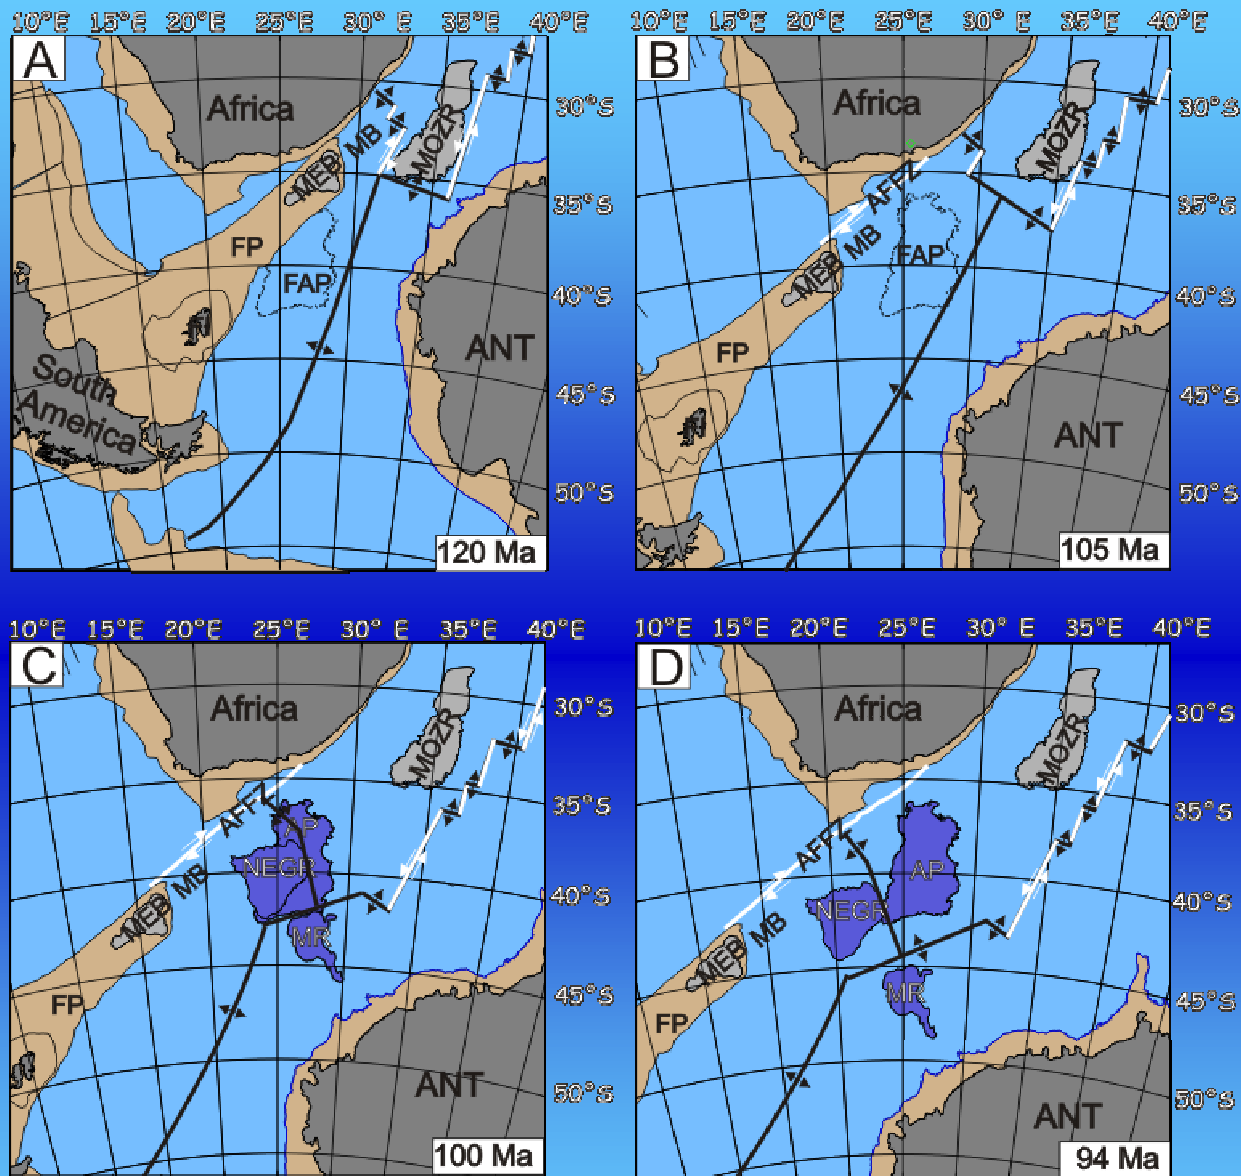 10°E 15°E 20°E 25°E 30°E 35°E 40°E
A
Africa
MOZR
MB
MEB
FP
FAP
ANT
South
America
120 Ma
30°S
35°S
40°S
45°S
50°S
10°E 15°E 20°E 25°E 30° E 35°E 40°E
B
Africa
MOZR
AFFZ
MB
MEB
FAP
FP
ANT
105 Ma
30°S
35°S
40°S
45°S
50°S
10°E 15°E 20°E 25°E 30° E 35°E 40°E
C
Africa
MOZR
AFFZ
AP
NEGR
MB
MEB
MR
FP
ANT
100 Ma
30°S
35°S
40°S
45°S
50°S
10°E 15°E 20°E 25°E 30° E 35°E 40°E
D
Africa
MOZR
AFFZ
AP
NEGR
MB
MEB
MR
FP
ANT
94 Ma
30°S
35°S
40°S
45°S
50°S